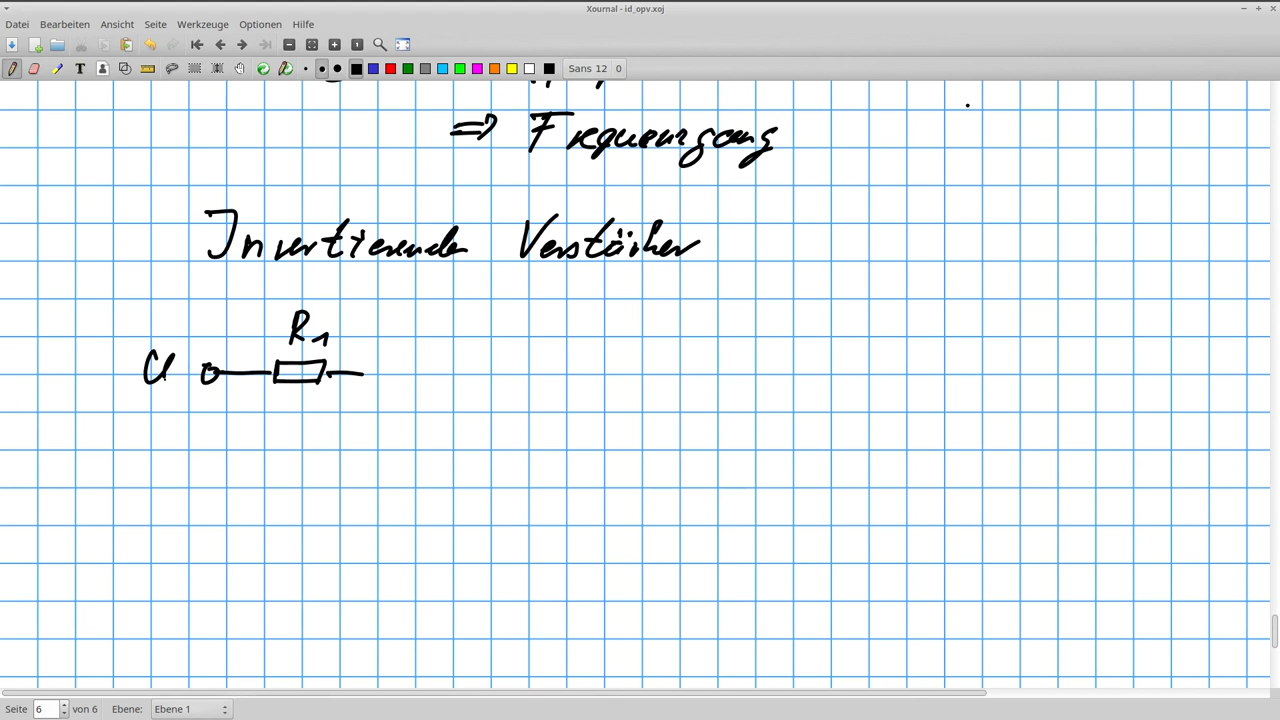 Xournal - id_opv.xoj
Datei Bearbeiten Ansicht Seite Werkzeuge Optionen Hilfe
Sans 12 0
⇒ Frequenzgang
Invertierender Verstärker
R1
U
Seite 6 von 6 Ebene: Ebene 1